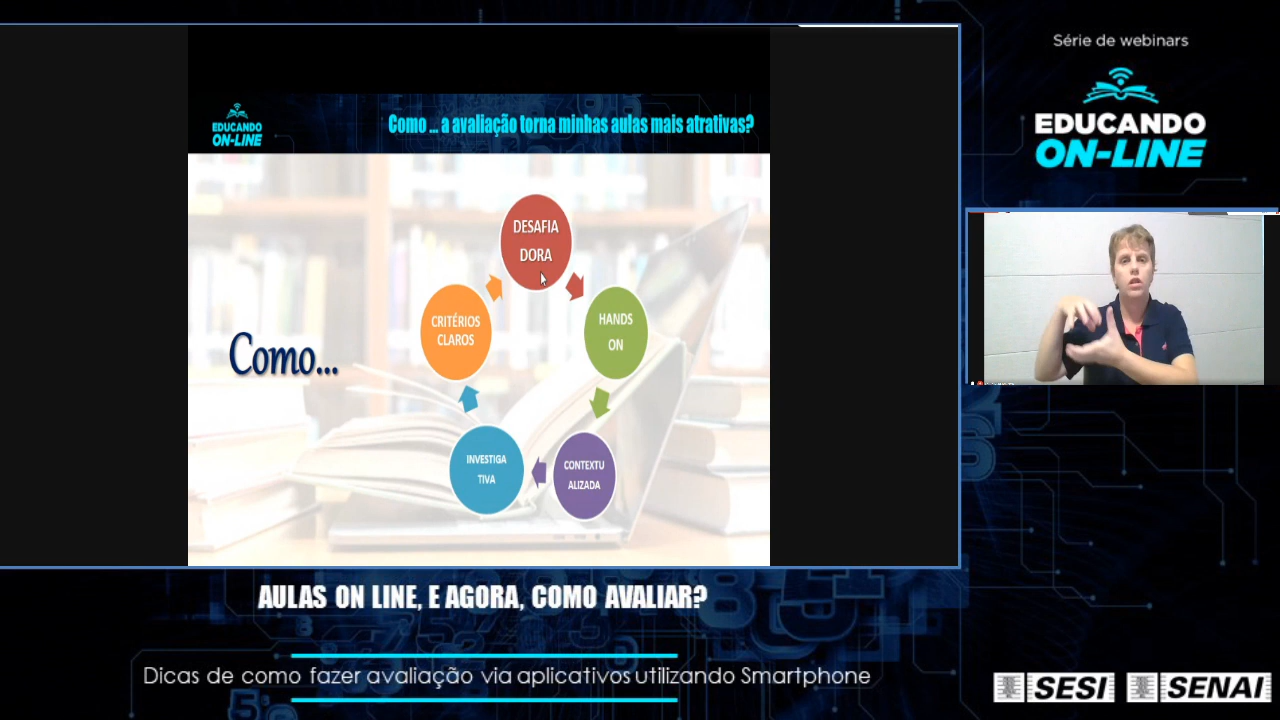 Série de webinars
EDUCANDO
ON-LINE
EDUCANDO
ON-LINE
Como ... a avaliação torna minhas aulas mais atrativas?
DESAFIA
DORA
CRITÉRIOS
CLAROS
HANDS
ON
Como...
INVESTIGA
TIVA
CONTEXTU
ALIZADA
AULAS ON LINE, E AGORA, COMO AVALIAR?
Dicas de como fazer avaliação via aplicativos utilizando Smartphone
SESI
SENAI